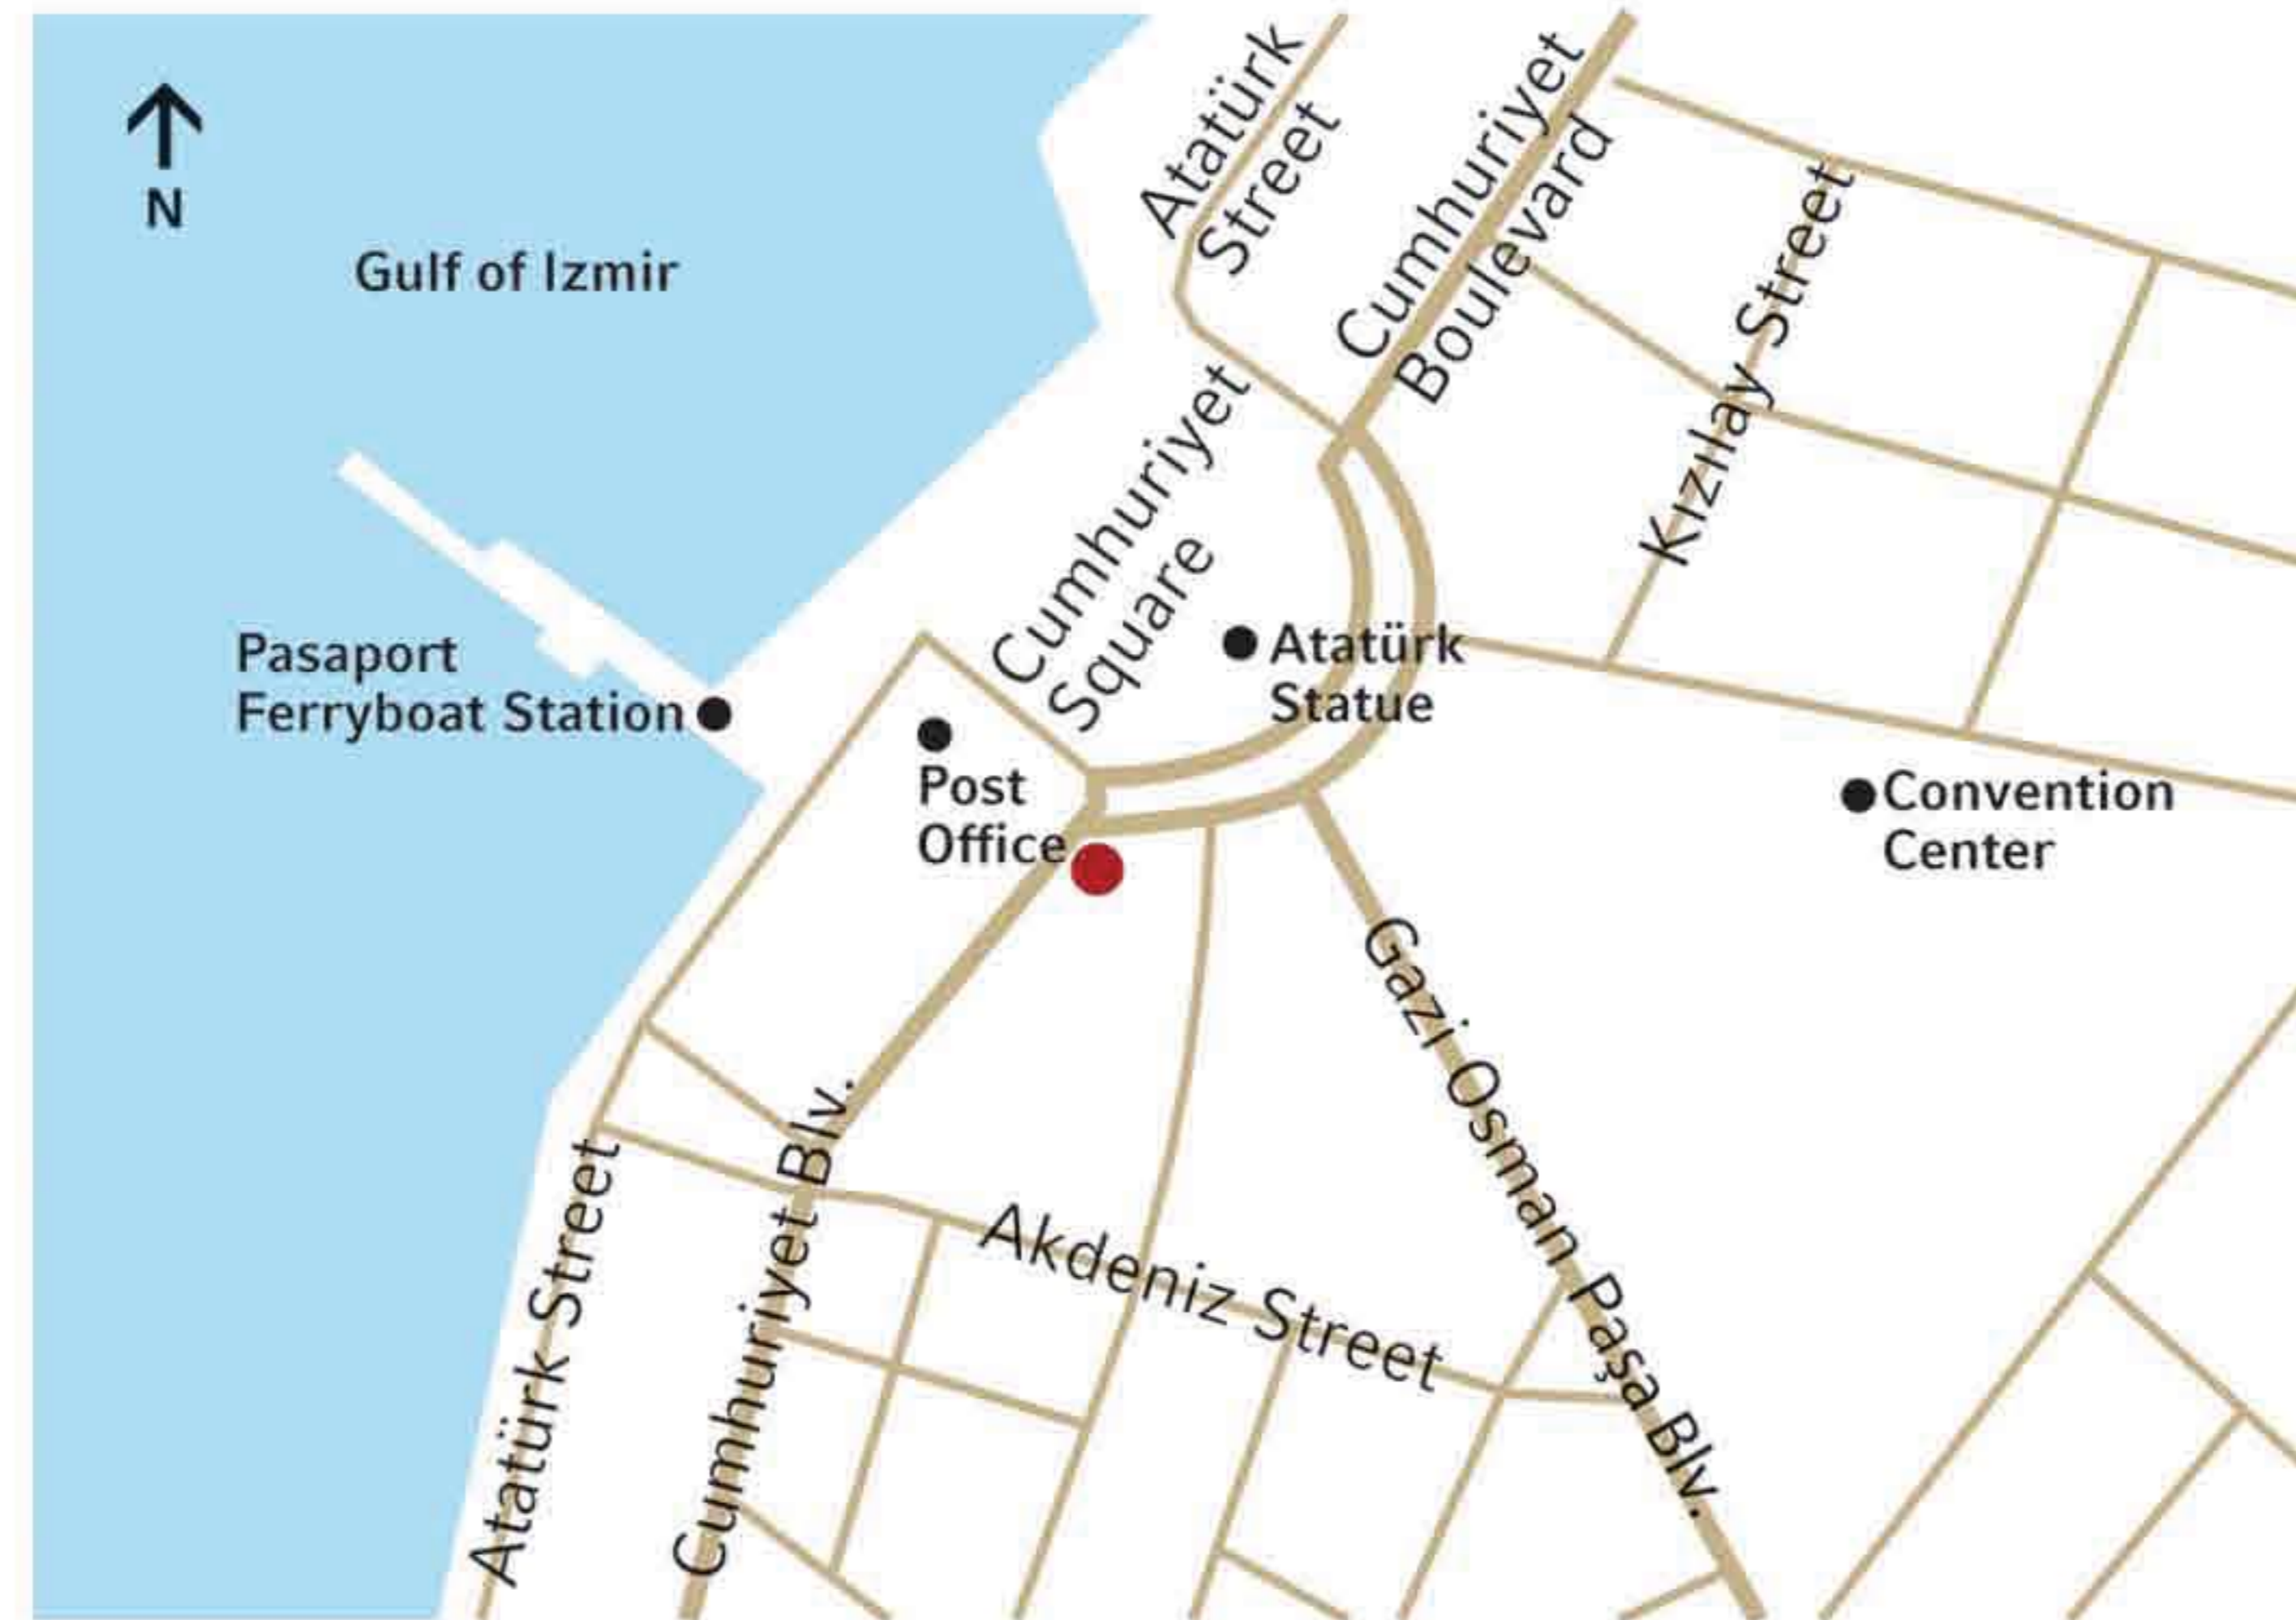 Atatürk
Street
Cumhuriyet
Boulevard
N
Gulf of Izmir
Kızılay Street
Cumhuriyet
Square
Pasaport
Ferryboat Station
Atatürk
Statue
Post
Office
Convention
Center
Gazi Osman Paşa Blv.
Cumhuriyet Blv.
Atatürk Street
Akdeniz Street